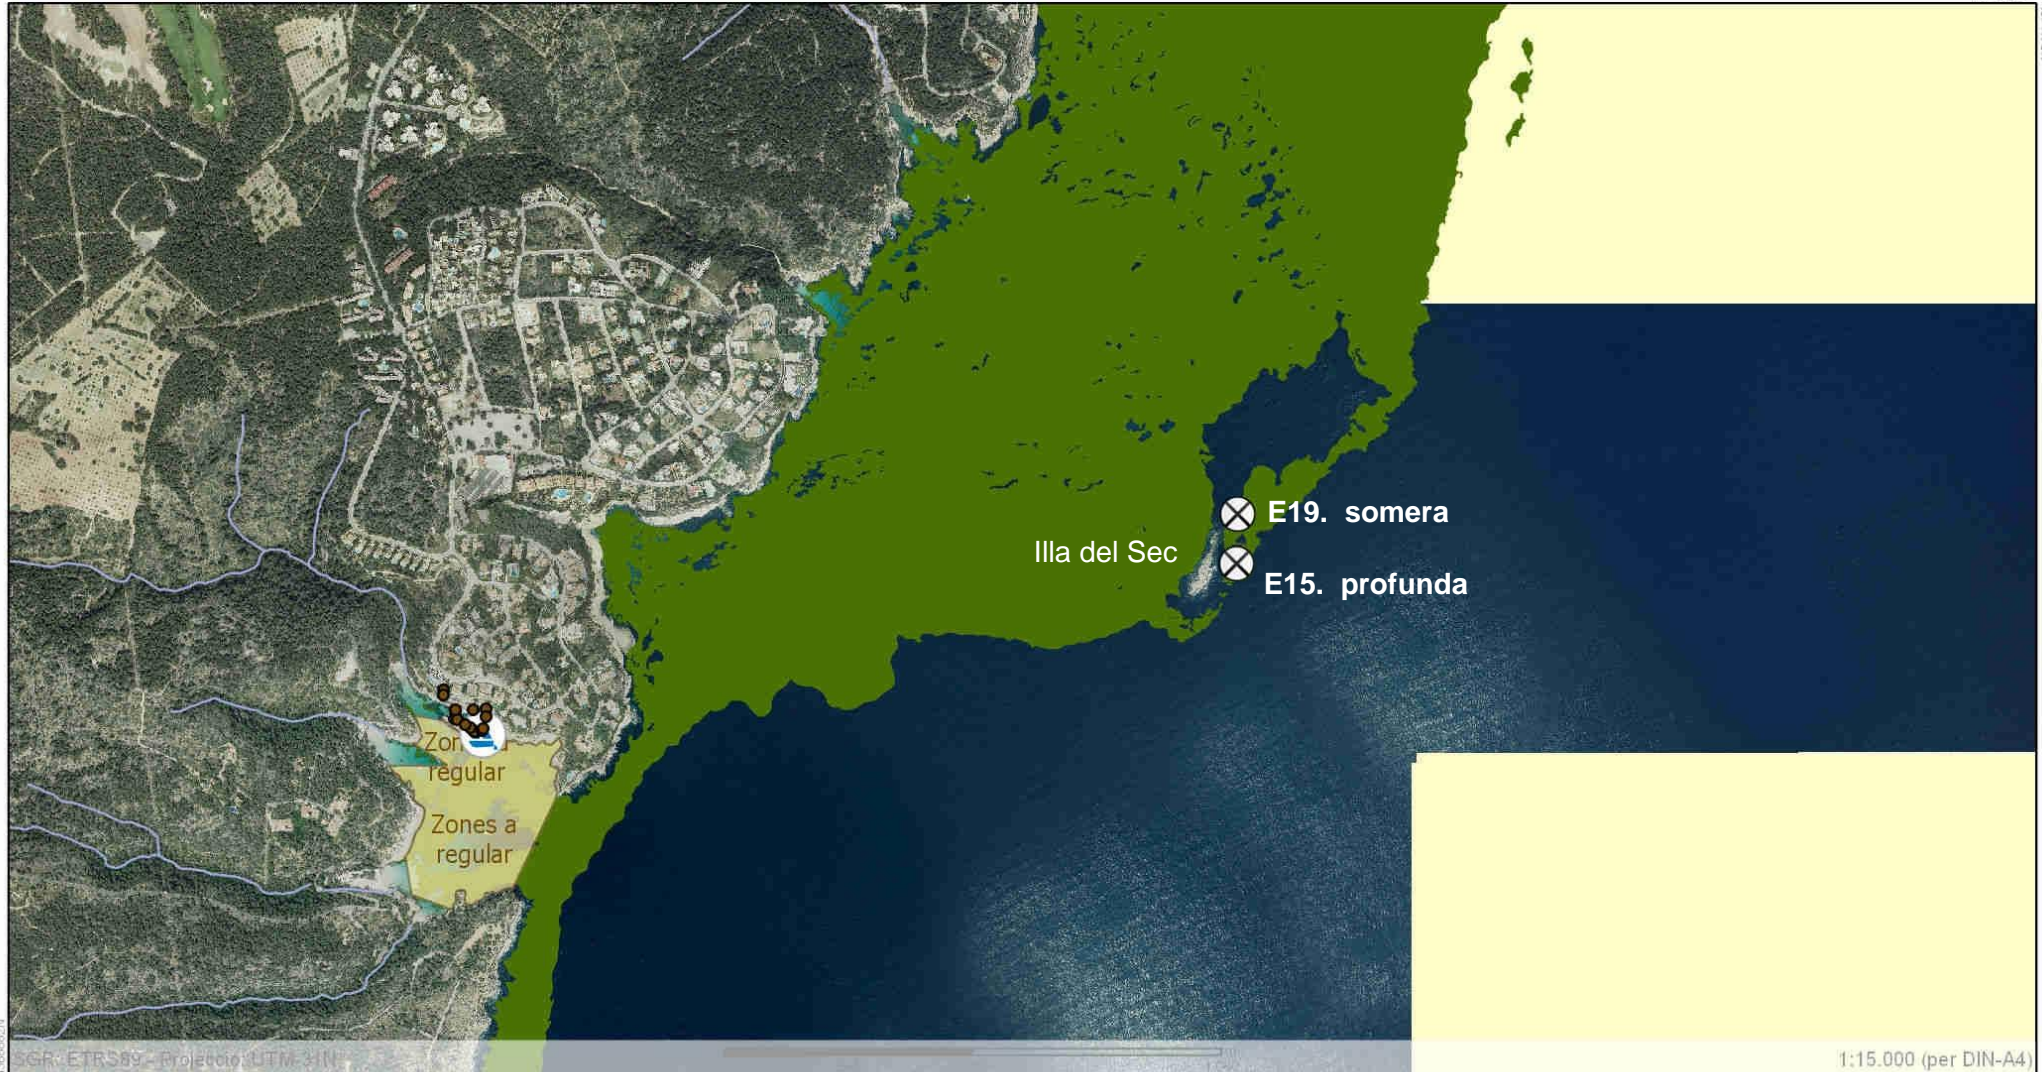 E19. somera
Illa del Sec
E15. profunda
regular
Zones a
regular
SGR: ETRS89 - Projecció: UTM-31N
1:15.000 (per DIN-A4)